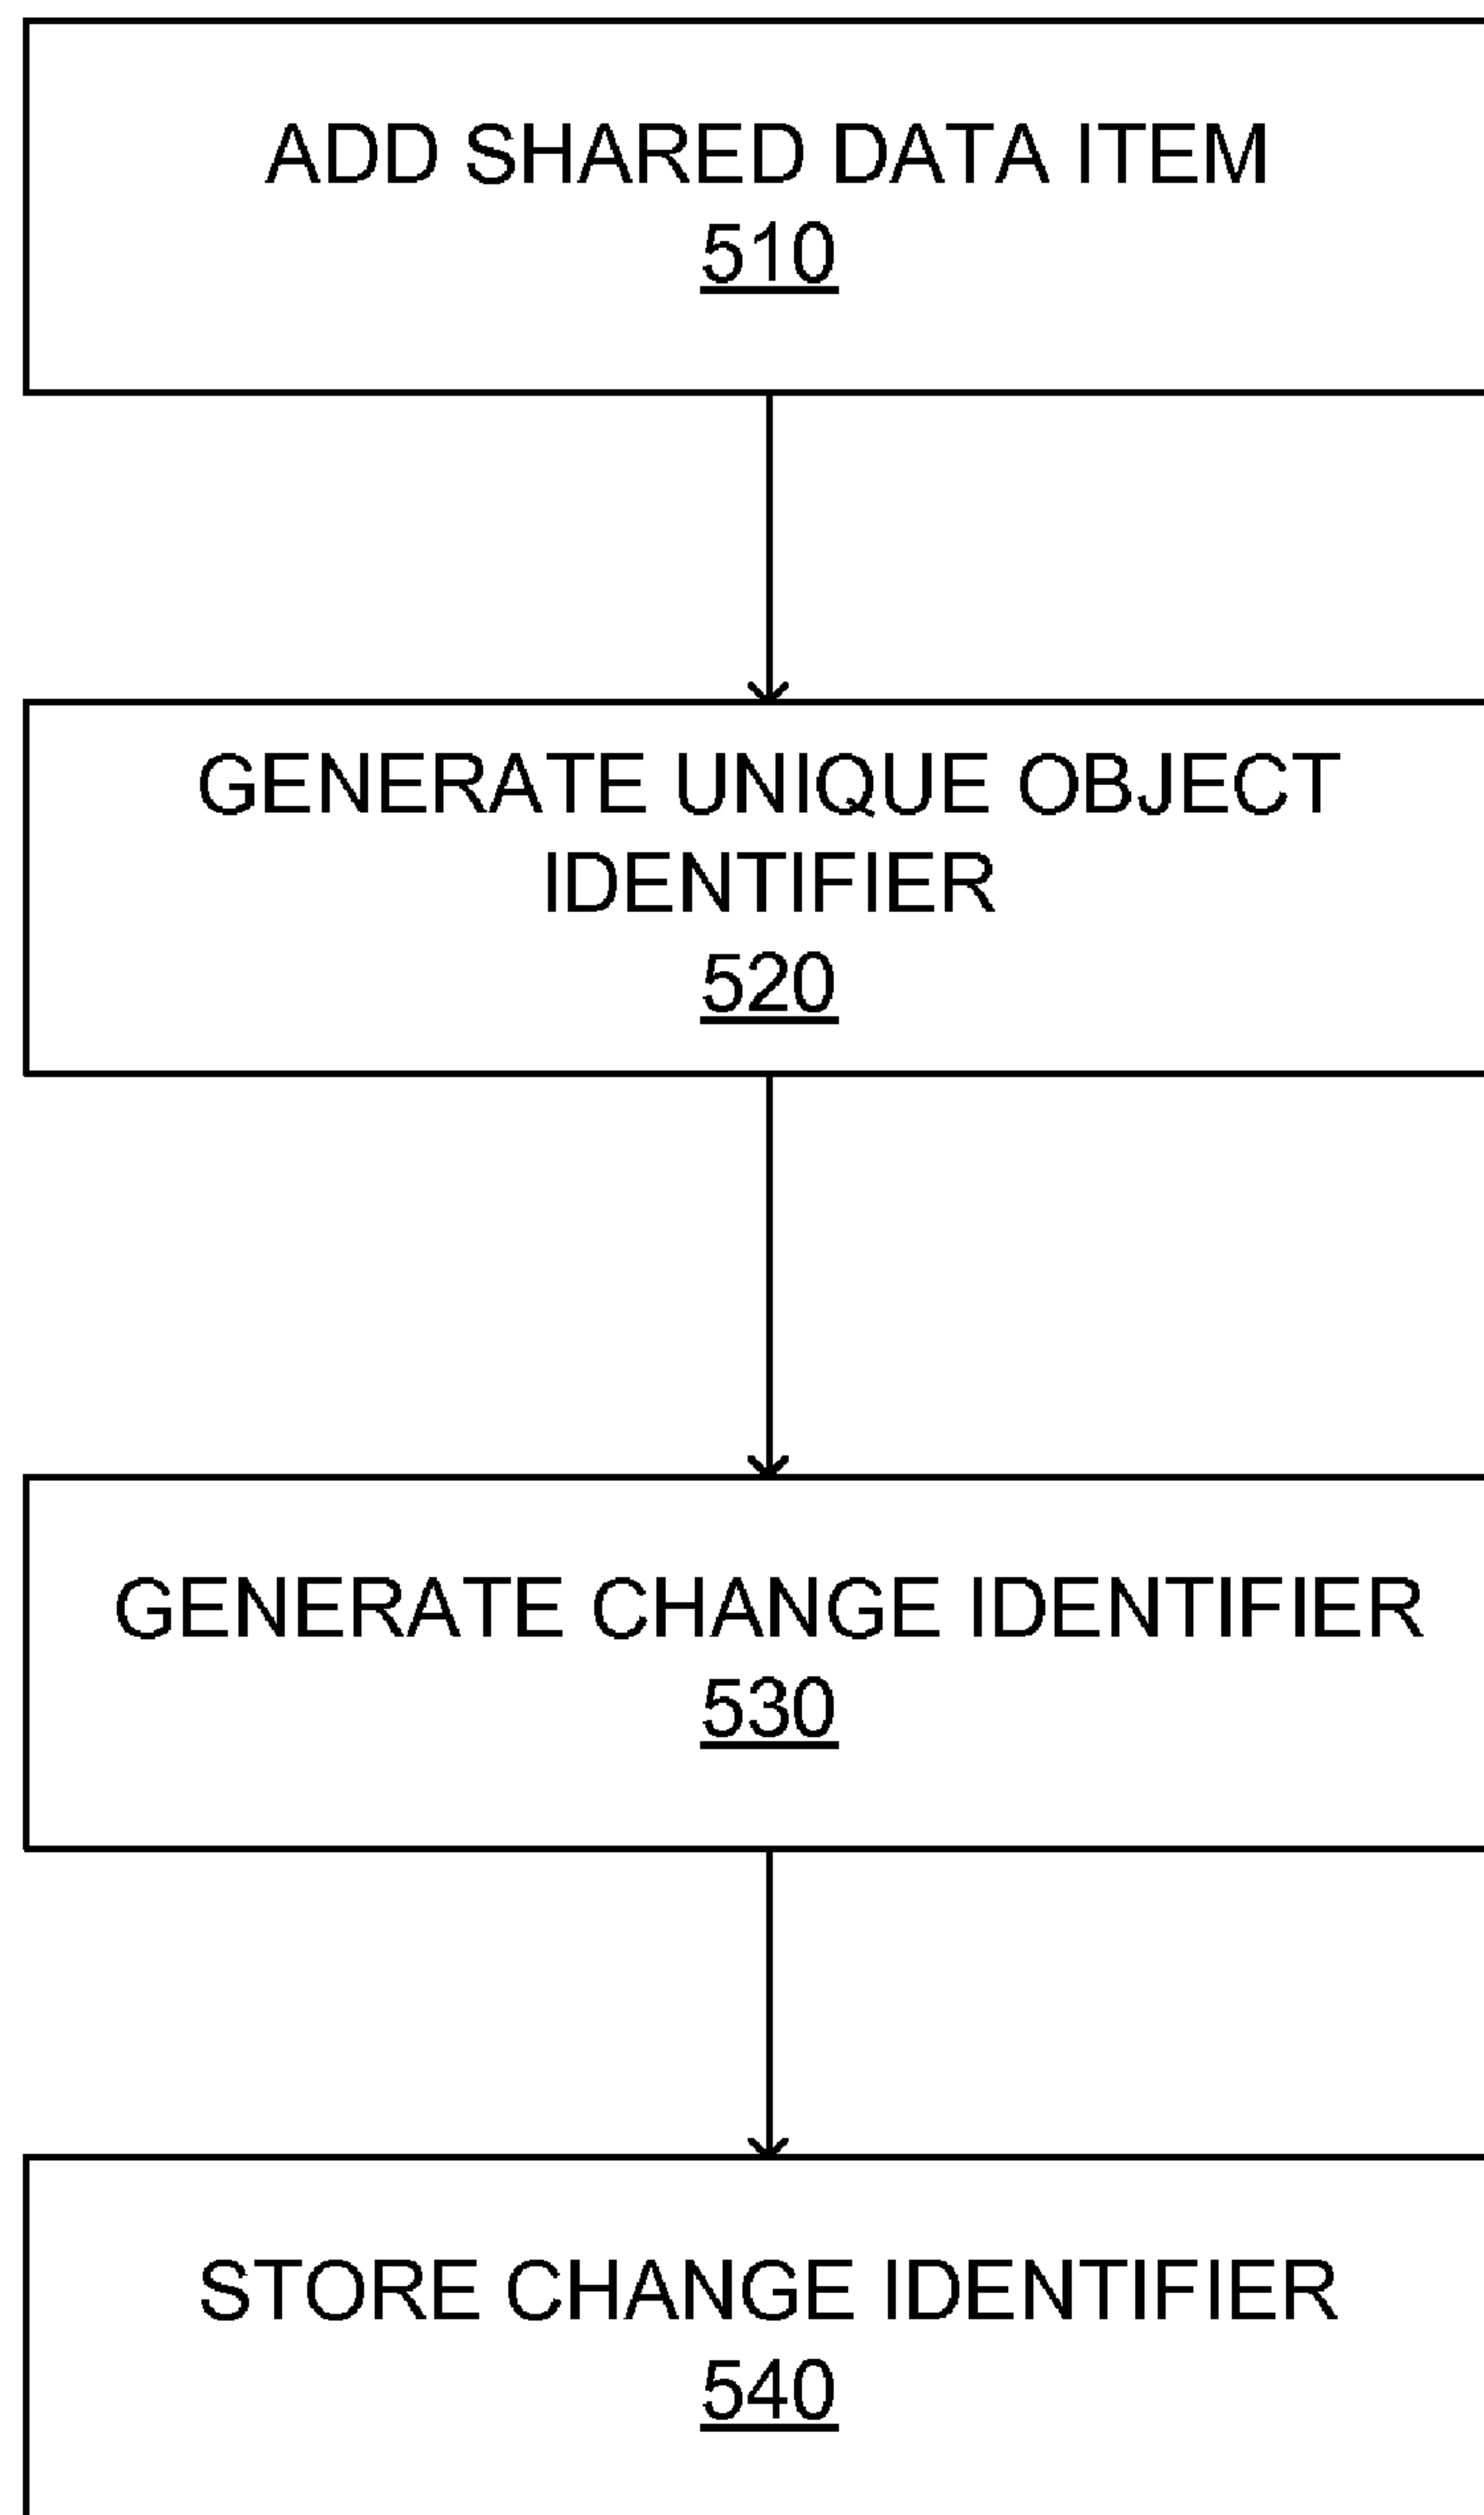 ADD SHARED DATA ITEM
510
GENERATE UNIQUE OBJECT
IDENTIFIER
520
GENERATE CHANGE IDENTIFIER
530
STORE CHANGE IDENTIFIER
540